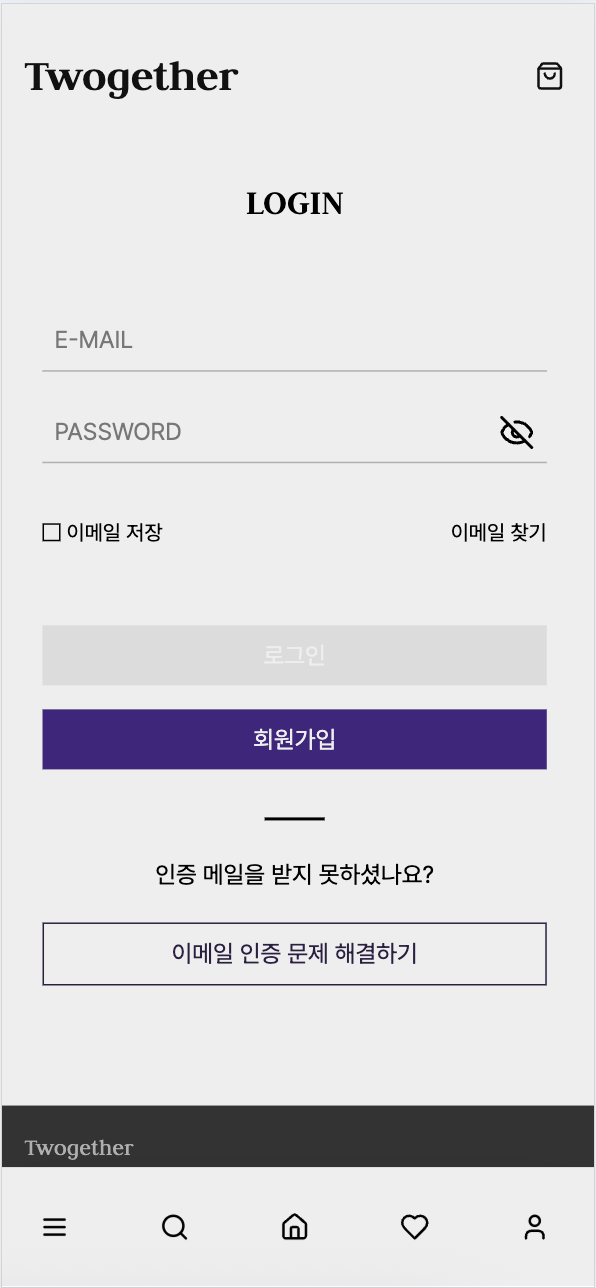 Twogether
LOGIN
E-MAIL
PASSWORD
이메일 저장
이메일 찾기
로그인
회원가입
인증 메일을 받지 못하셨나요?
이메일 인증 문제 해결하기
Twogether